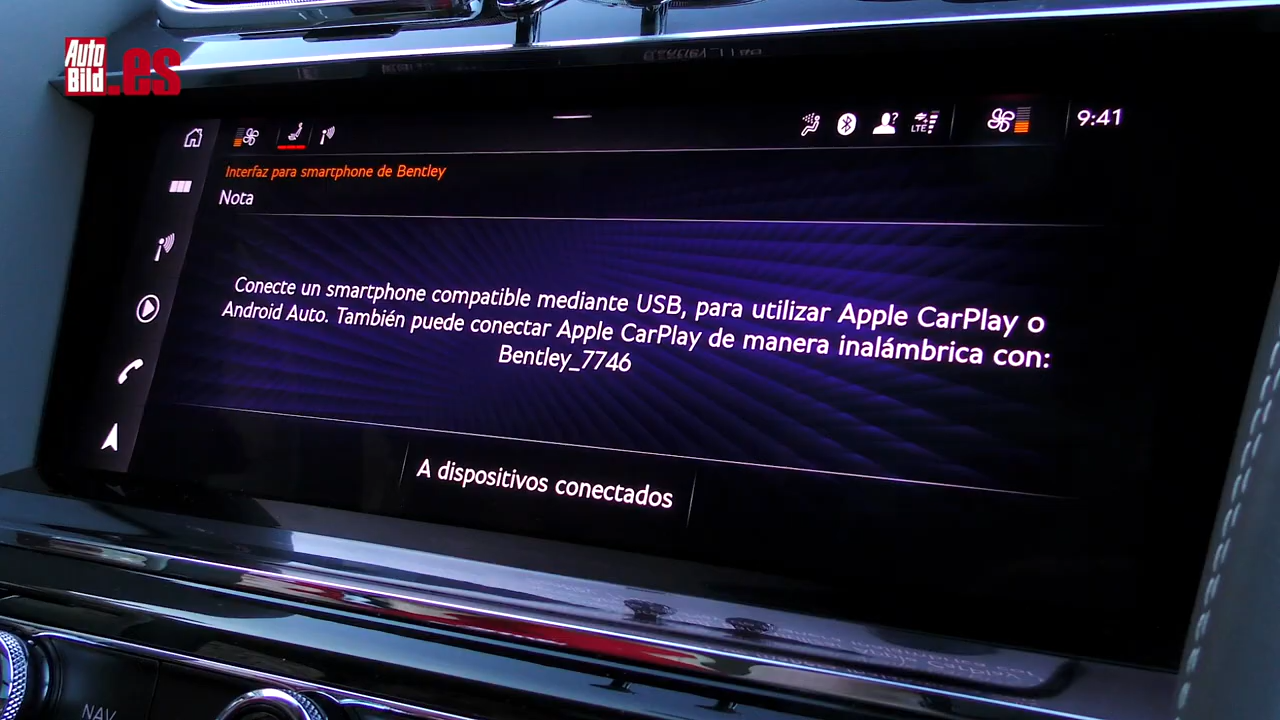 Auto
Bild
.es
LTE
9:41
Interfaz para smartphone de Bentley
Nota
Conecte un smartphone compatible mediante USB, para utilizar Apple CarPlay o
Android Auto. También puede conectar Apple CarPlay de manera inalámbrica con:
Bentley_7746
A dispositivos conectados
NAV